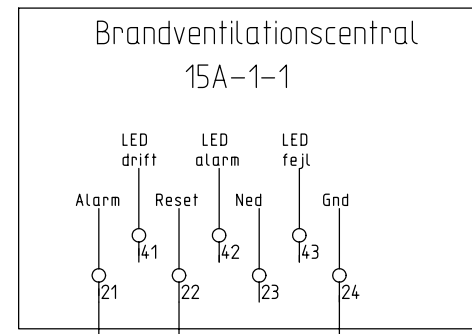 Brandventilationscentral
15A-1-1
LED LED LED
drift alarm fejl
Alarm Reset Ned Gnd
41 42 43
21 22 23 24